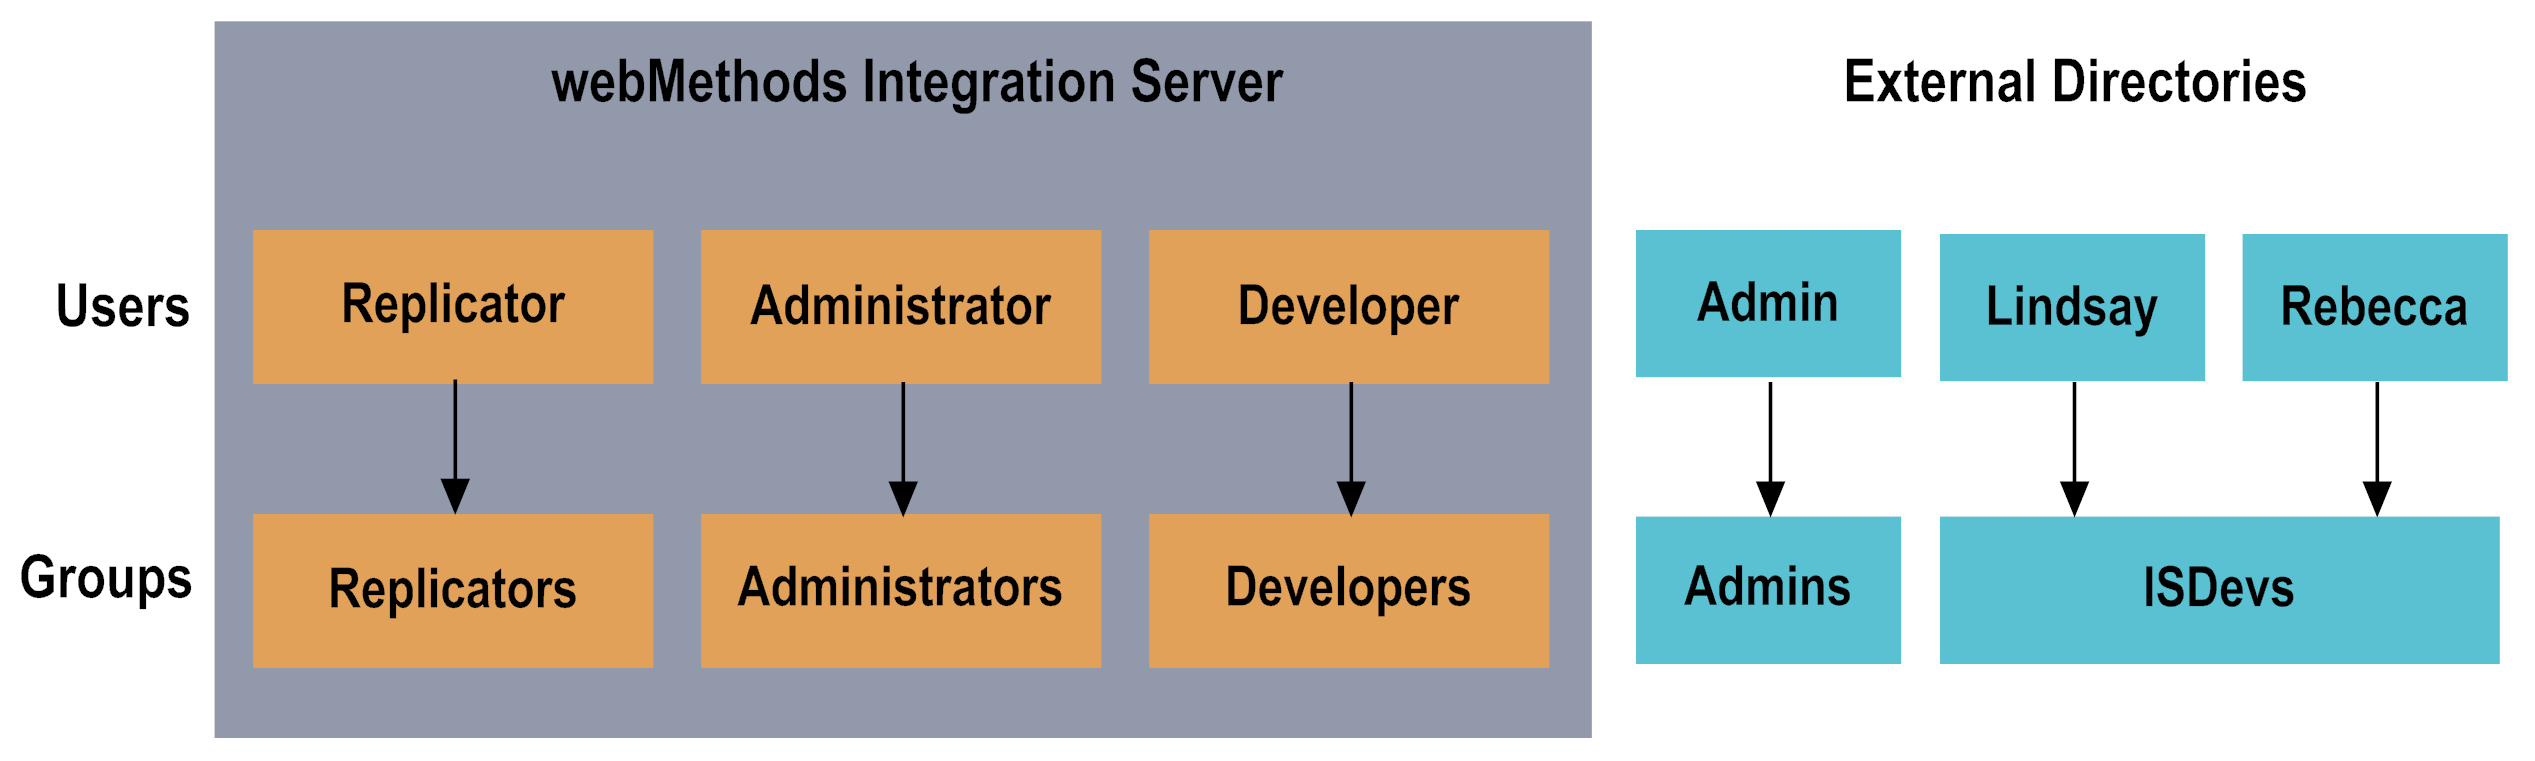 webMethods Integration Server
External Directories
Users
Replicator
Administrator
Developer
Admin
Lindsay
Rebecca
Groups
Replicators
Administrators
Developers
Admins
ISDevs